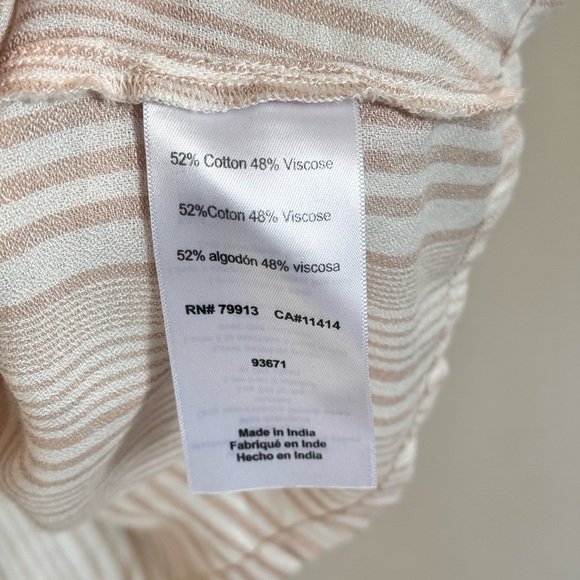 52% Cotton 48% Viscose
52%Coton 48% Viscose
52% algodón 48% viscosa
RN# 79913 CA#11414
93671
Made in India
Fabriqué en Inde
Hecho en India